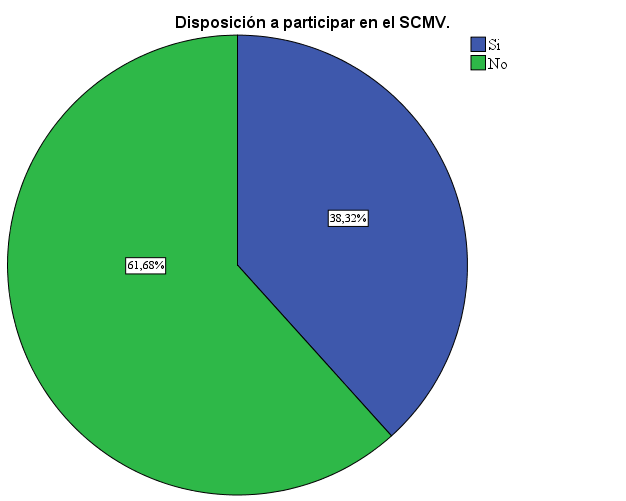 Disposición a participar en el SCMV.
Si
No
38,32%
61,68%